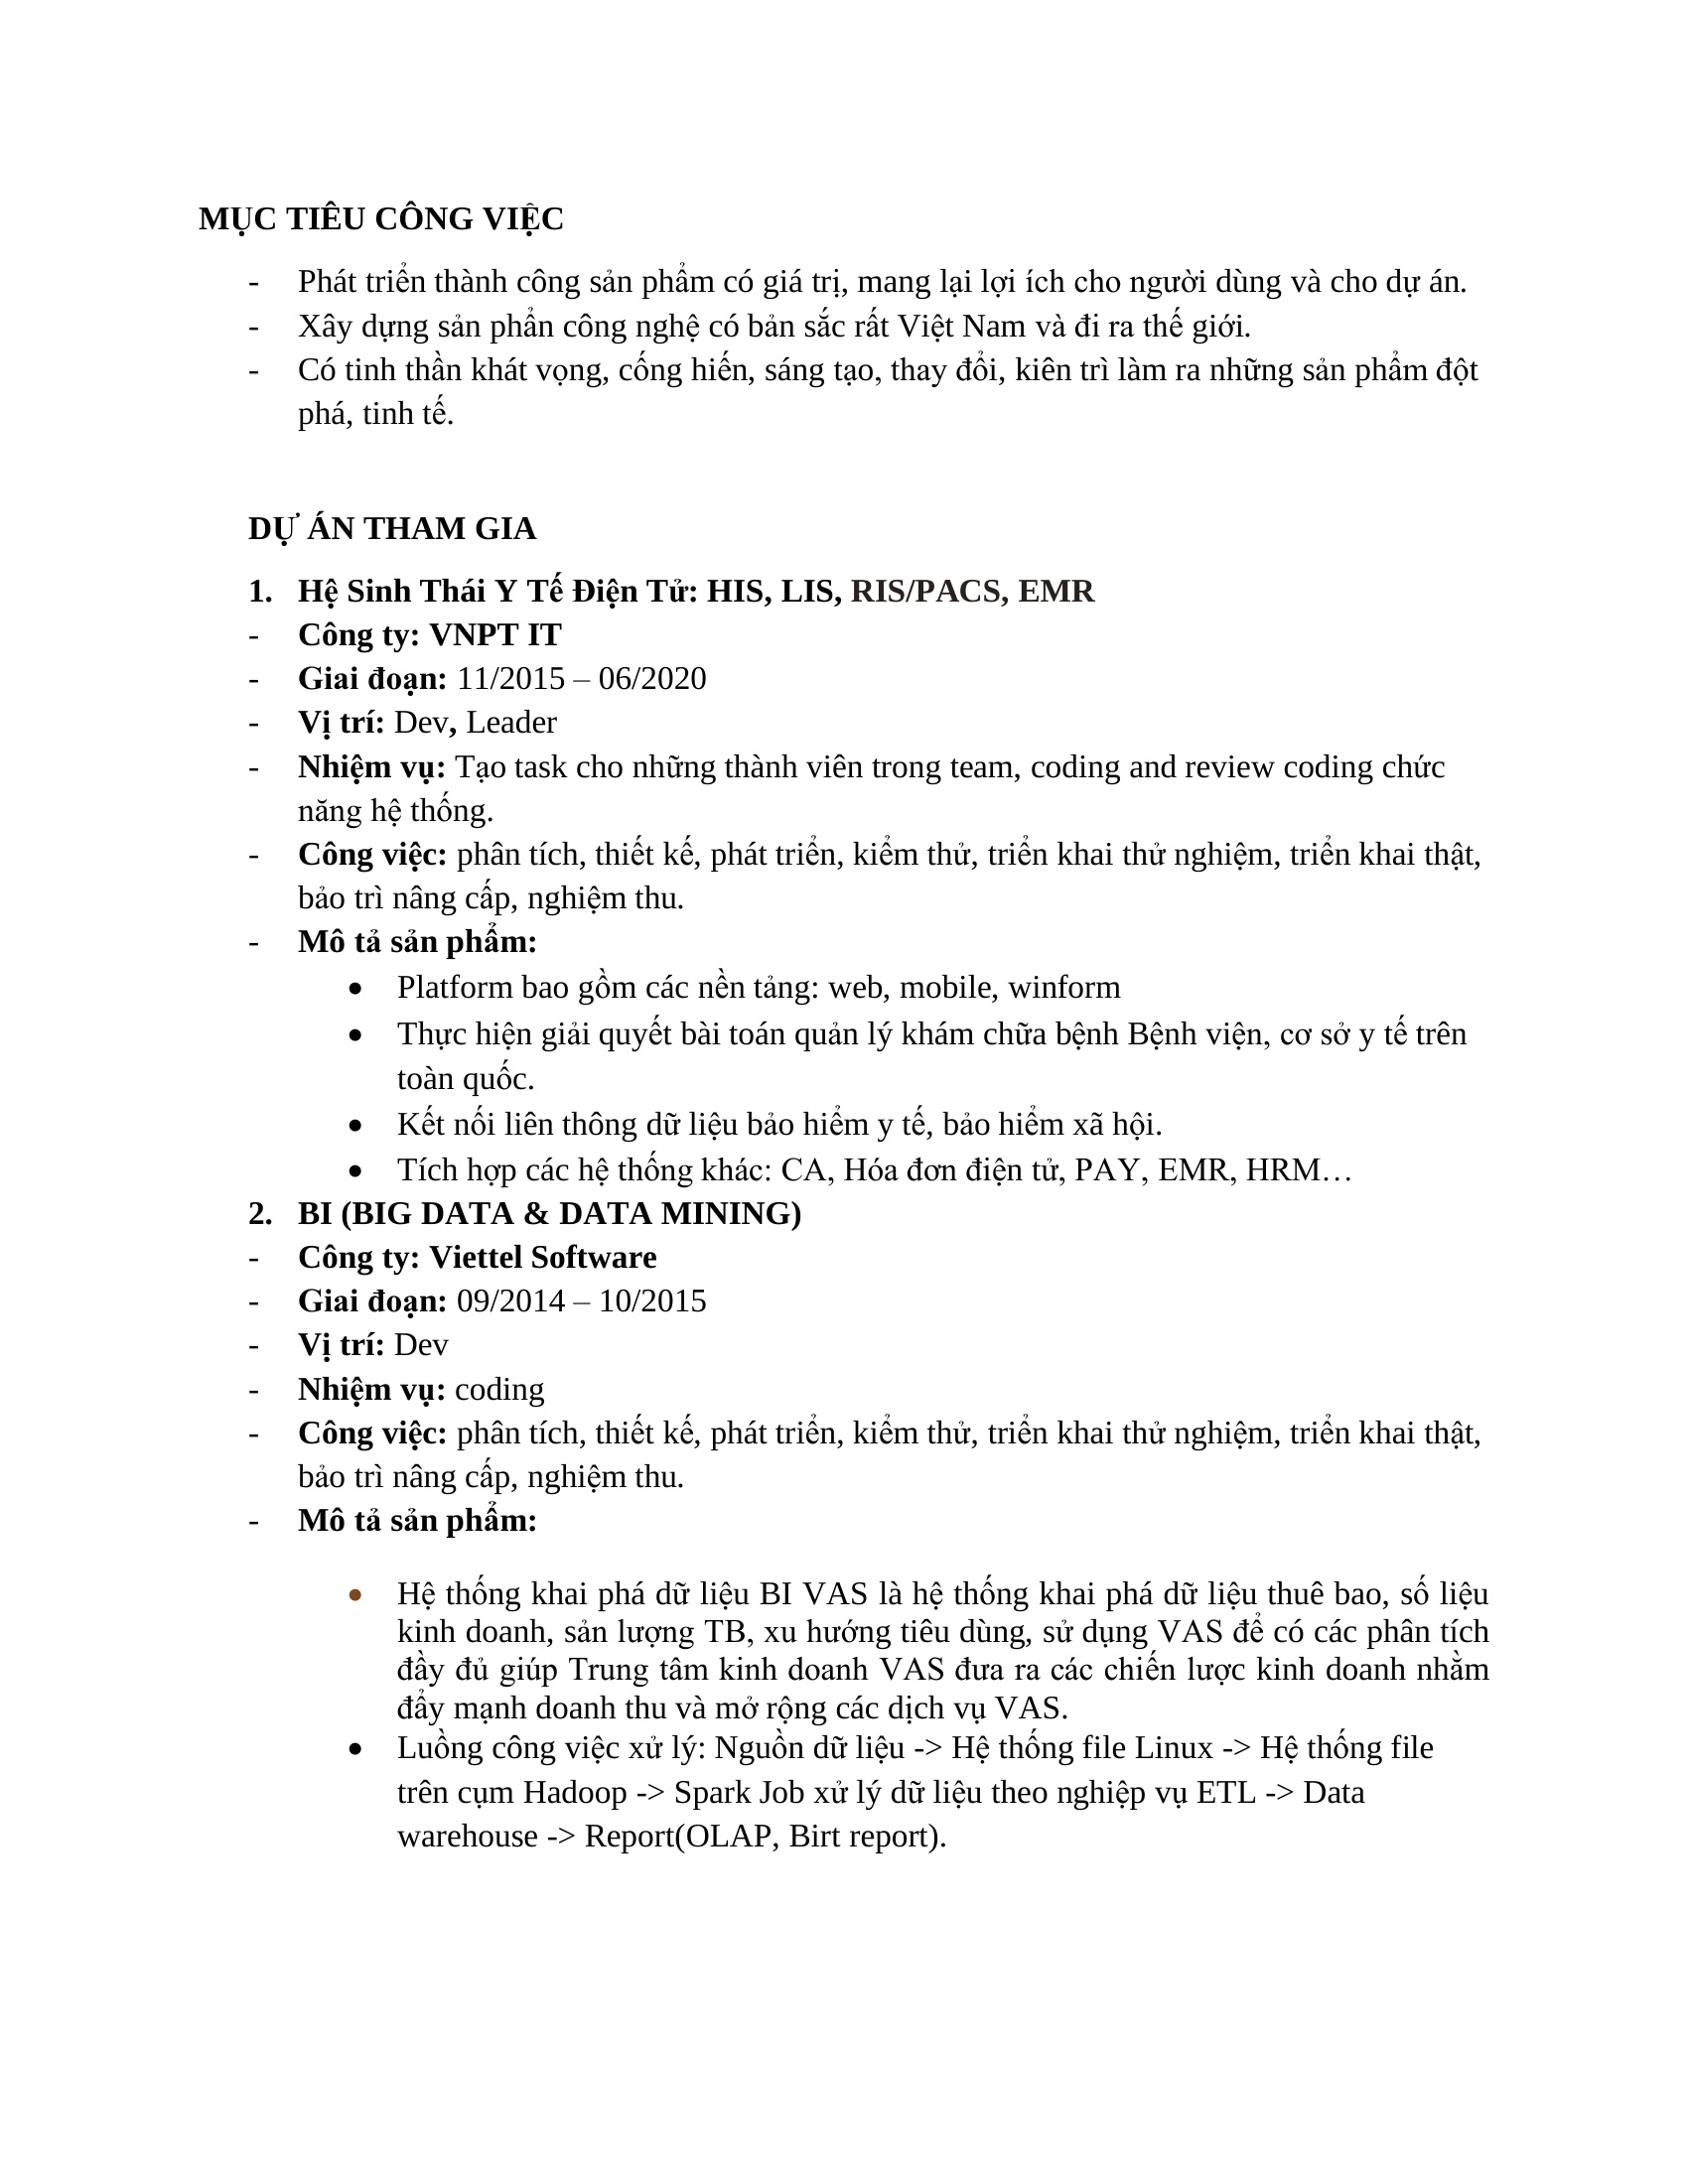 MỤC TIÊU CÔNG VIỆC
- Phát triển thành công sản phẩm có giá trị, mang lại lợi ích cho người dùng và cho dự án.
- Xây dựng sản phẩn công nghệ có bản sắc rất Việt Nam và đi ra thế giới.
- Có tinh thần khát vọng, cống hiến, sáng tạo, thay đổi, kiên trì làm ra những sản phẩm đột
phá, tinh tế.
DỰ ÁN THAM GIA
1. Hệ Sinh Thái Y Tế Điện Tử: HIS, LIS, RIS/PACS, EMR
- Công ty: VNPT IT
- Giai đoạn: 11/2015 – 06/2020
- Vị trí: Dev, Leader
- Nhiệm vụ: Tạo task cho những thành viên trong team, coding and review coding chức
năng hệ thống.
- Công việc: phân tích, thiết kế, phát triển, kiểm thử, triển khai thử nghiệm, triển khai thật,
bảo trì nâng cấp, nghiệm thu.
- Mô tả sản phẩm:
• Platform bao gồm các nền tảng: web, mobile, winform
• Thực hiện giải quyết bài toán quản lý khám chữa bệnh Bệnh viện, cơ sở y tế trên
toàn quốc.
• Kết nối liên thông dữ liệu bảo hiểm y tế, bảo hiểm xã hội.
• Tích hợp các hệ thống khác: CA, Hóa đơn điện tử, PAY, EMR, HRM…
2. BI (BIG DATA & DATA MINING)
- Công ty: Viettel Software
- Giai đoạn: 09/2014 – 10/2015
- Vị trí: Dev
- Nhiệm vụ: coding
- Công việc: phân tích, thiết kế, phát triển, kiểm thử, triển khai thử nghiệm, triển khai thật,
bảo trì nâng cấp, nghiệm thu.
- Mô tả sản phẩm:
• Hệ thống khai phá dữ liệu BI VAS là hệ thống khai phá dữ liệu thuê bao, số liệu
kinh doanh, sản lượng TB, xu hướng tiêu dùng, sử dụng VAS để có các phân tích
đầy đủ giúp Trung tâm kinh doanh VAS đưa ra các chiến lược kinh doanh nhằm
đẩy mạnh doanh thu và mở rộng các dịch vụ VAS.
• Luồng công việc xử lý: Nguồn dữ liệu -> Hệ thống file Linux -> Hệ thống file
trên cụm Hadoop -> Spark Job xử lý dữ liệu theo nghiệp vụ ETL -> Data
warehouse -> Report(OLAP, Birt report).